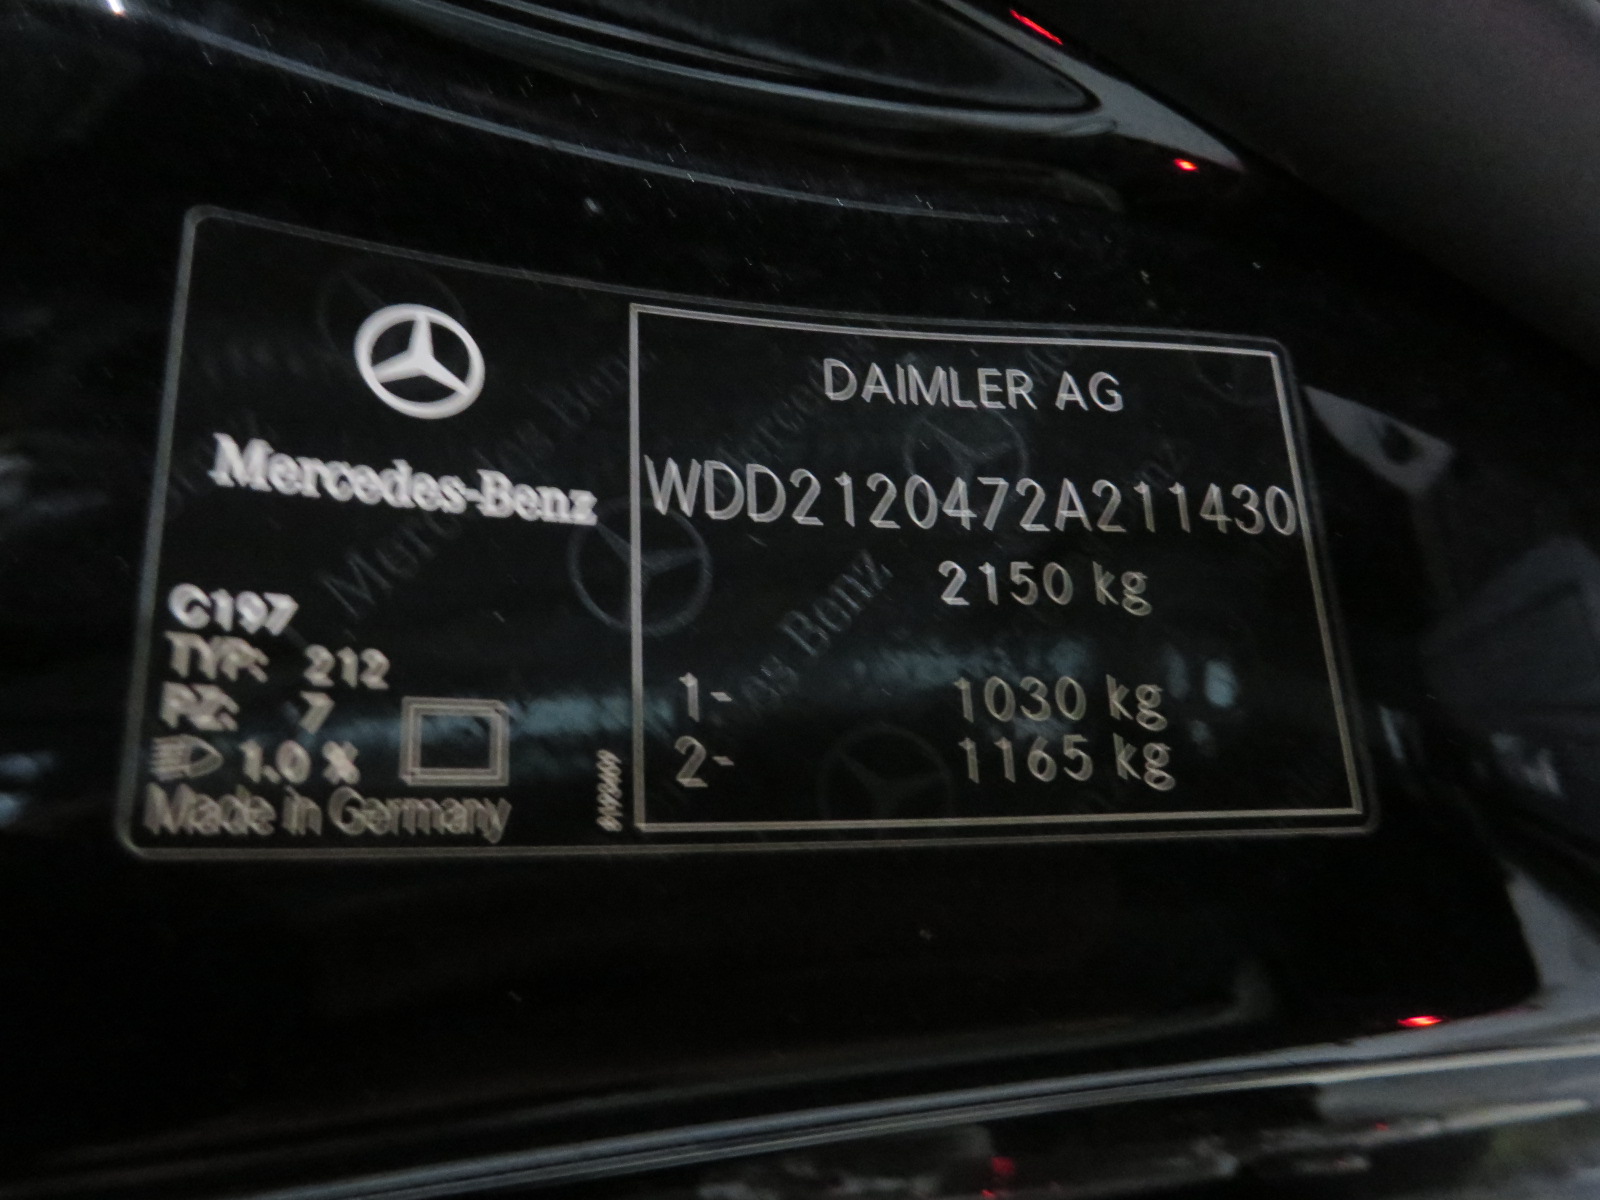 Mercedes-Benz
C197
TYP: 212
PZ: 7
1.0 %
Made in Germany
DAIMLER AG
WDD2120472A211430
2150 kg
1- 1030 kg
2- 1165 kg